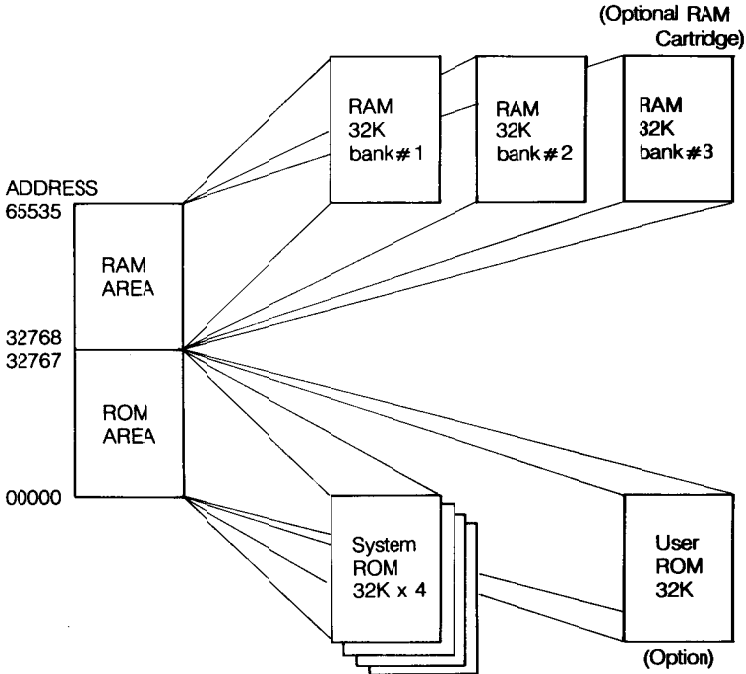 (Optional RAM
Cartridge)
RAM
32K
bank#1
RAM
32K
bank#2
RAM
32K
bank#3
ADDRESS
65535
RAM
AREA
32768
32767
ROM
AREA
00000
System
ROM
32K x 4
User
ROM
32K
(Option)